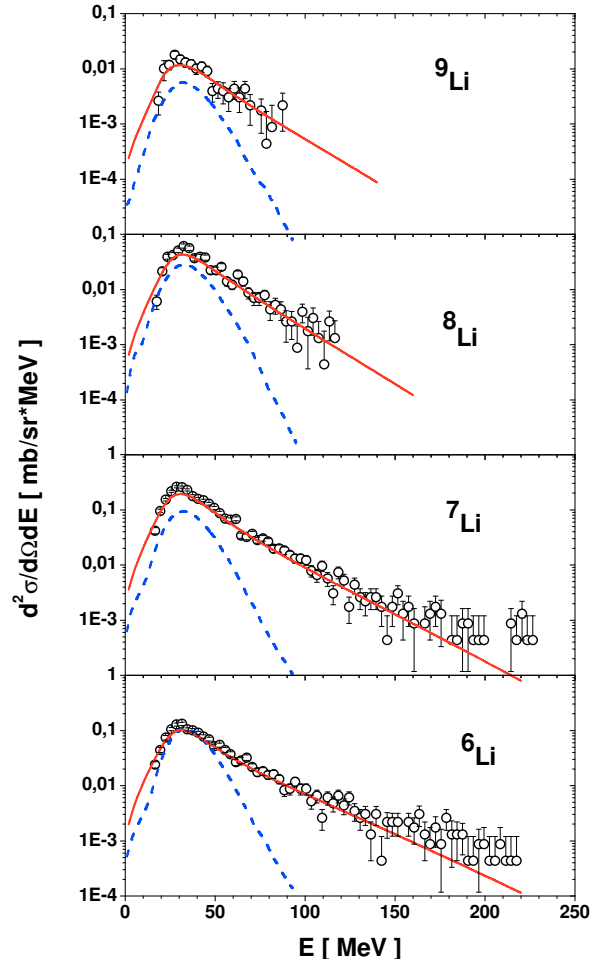 0,1
0,01
1E-3
1E-4
⁹Li
0,1
0,01
1E-3
1E-4
⁸Li
1
0,1
0,01
1E-3
⁷Li
1
0,1
0,01
1E-3
1E-4
⁶Li
0 50 100 150 200 250
E [ MeV ]
d²σ/dΩdE [ mb/sr*MeV ]